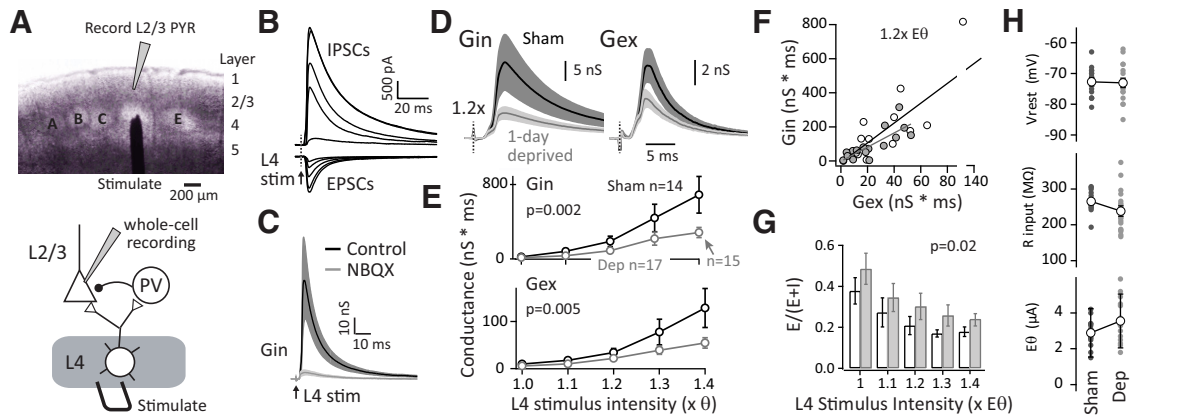 A
Record L2/3 PYR
Layer
1
2/3
4
5
A
B
C
E
Stimulate
200 µm
whole-cell
recording
L2/3
PV
L4
Stimulate
B
IPSCs
500 pA
20 ms
L4
stim
EPSCs
C
Control
NBQX
10 nS
10 ms
Gin
L4 stim
D
Gin
Sham
5 nS
1.2x
1-day
deprived
Gex
2 nS
5 ms
E
Conductance (nS * ms)
800
0
Gin
p=0.002
Sham n=14
Dep n=17
n=15
100
0
Gex
p=0.005
1.0
1.1
1.2
1.3
1.4
L4 stimulus intensity (x θ)
F
Gin (nS * ms)
800
600
400
200
0
1.2x Eθ
0
20
40
60
80
140
Gex (nS * ms)
G
E/(E+I)
0.6
0.4
0.2
0.0
p=0.02
1
1.1
1.2
1.3
1.4
L4 Stimulus Intensity (x Eθ)
H
Vrest (mV)
-60
-70
-80
-90
R input (MΩ)
300
200
100
Eθ (µA)
4
2
0
Sham
Dep